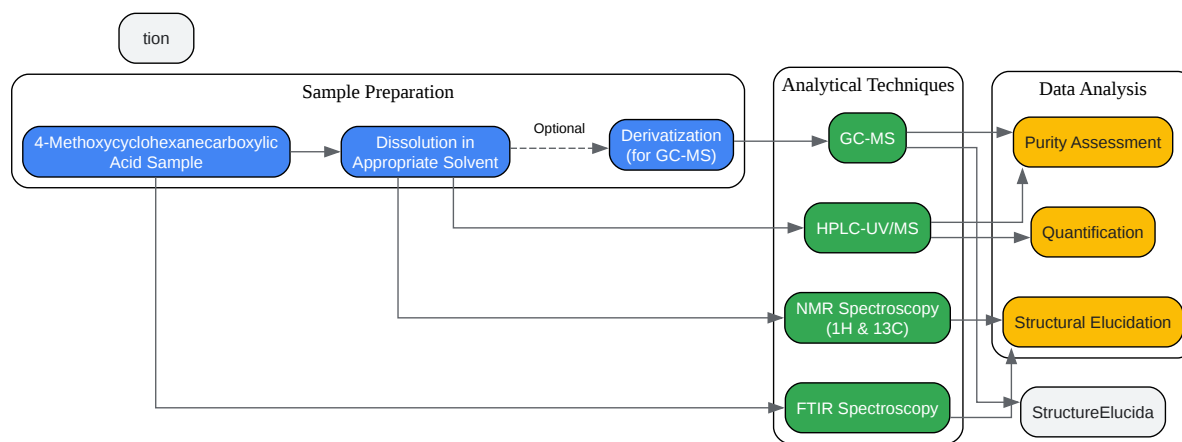 tion
Sample Preparation
4-Methoxycyclohexanecarboxylic
Acid Sample
Dissolution in
Appropriate Solvent
Optional
Derivatization
(for GC-MS)
Analytical Techniques
GC-MS
HPLC-UV/MS
NMR Spectroscopy
(1H & 13C)
FTIR Spectroscopy
Data Analysis
Purity Assessment
Quantification
Structural Elucidation
StructureElucida